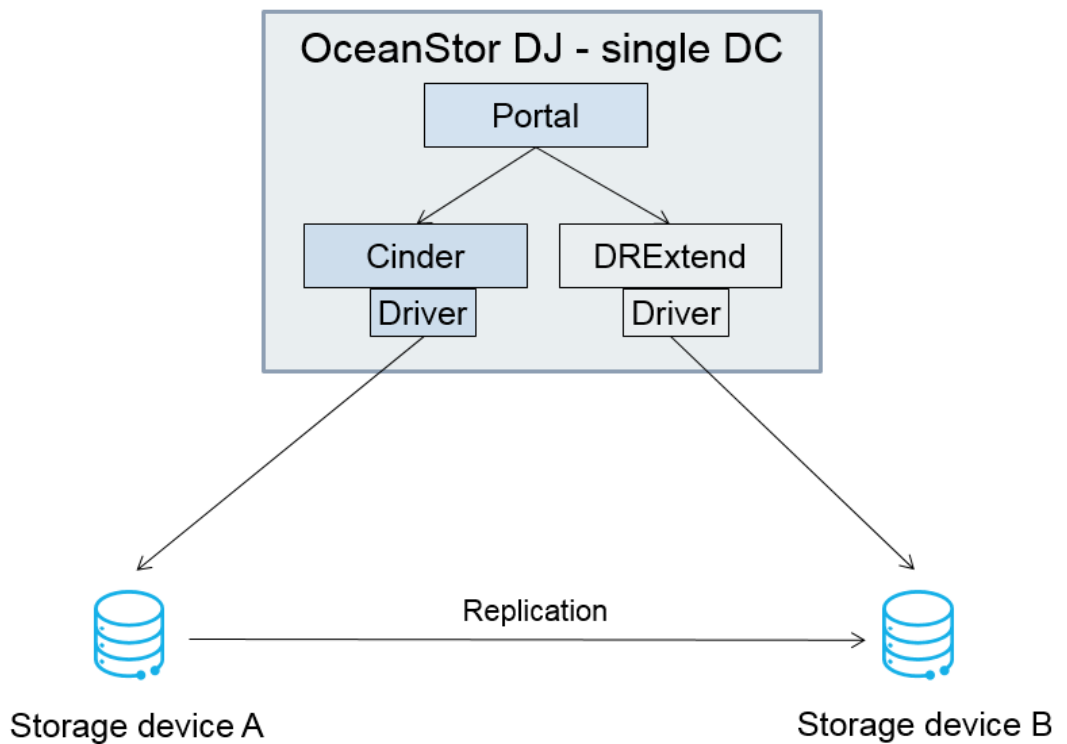 OceanStor DJ - single DC
Portal
Cinder
DRExtend
Driver
Driver
Replication
Storage device A
Storage device B